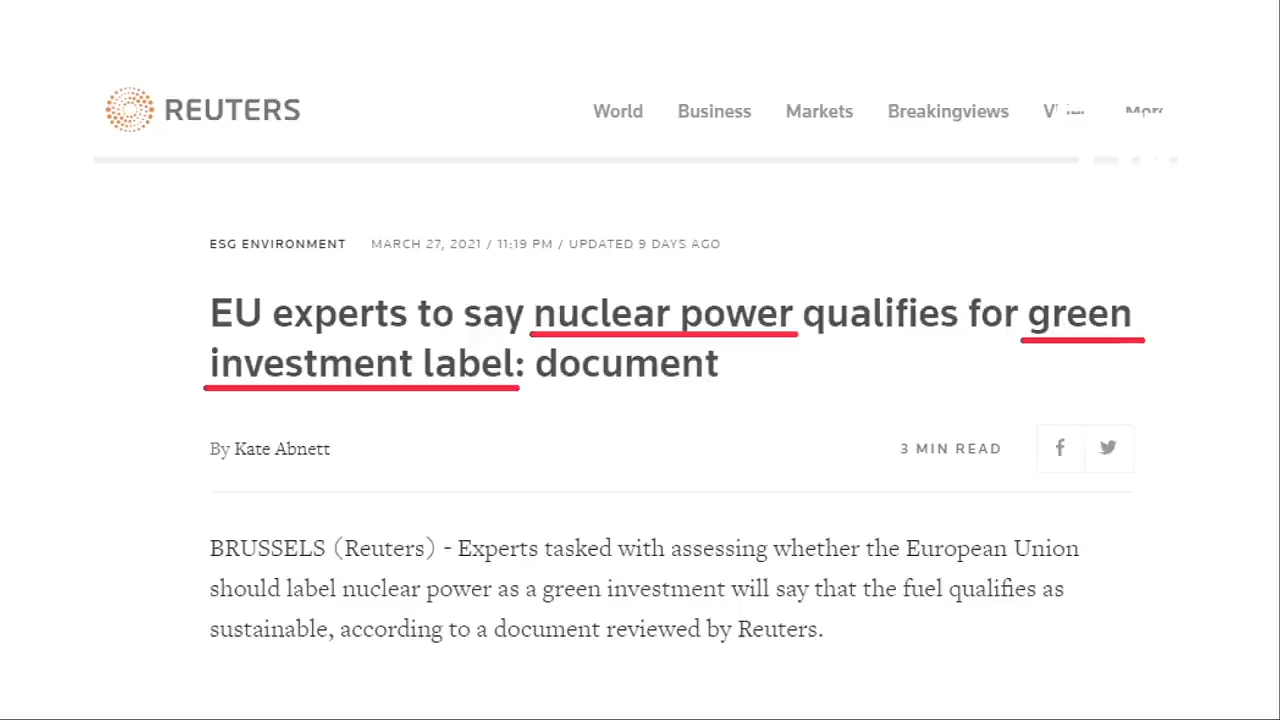 REUTERS
World Business Markets Breakingviews
ESG ENVIRONMENT MARCH 27, 2021 / 11:19 PM / UPDATED 9 DAYS AGO
EU experts to say nuclear power qualifies for green
investment label: document
By Kate Abnett
3 MIN READ
BRUSSELS (Reuters) - Experts tasked with assessing whether the European Union
should label nuclear power as a green investment will say that the fuel qualifies as
sustainable, according to a document reviewed by Reuters.